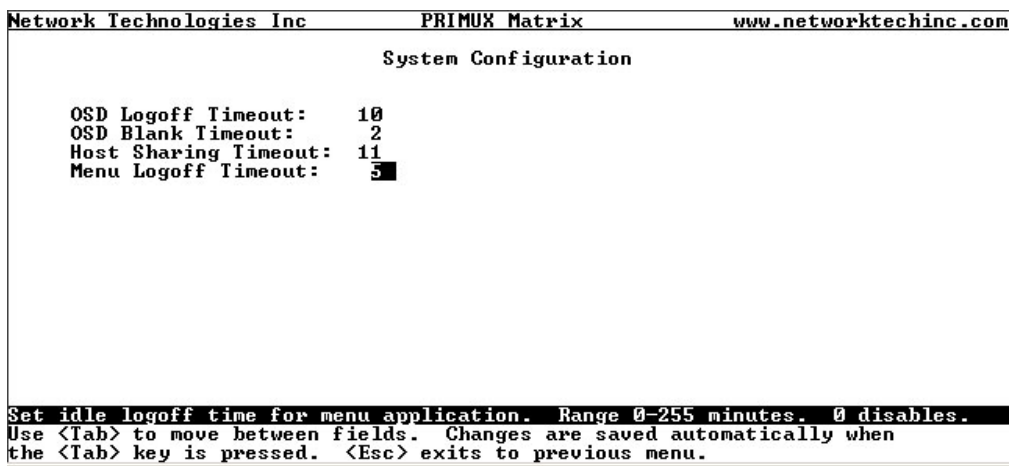 Network Technologies Inc PRIMUX Matrix www.networktechinc.com
System Configuration
OSD Logoff Timeout: 10
OSD Blank Timeout: 2
Host Sharing Timeout: 11
Menu Logoff Timeout: 5
Set idle logoff time for menu application. Range 0-255 minutes. 0 disables.
Use <Tab> to move between fields. Changes are saved automatically when
the <Tab> key is pressed. <Esc> exits to previous menu.